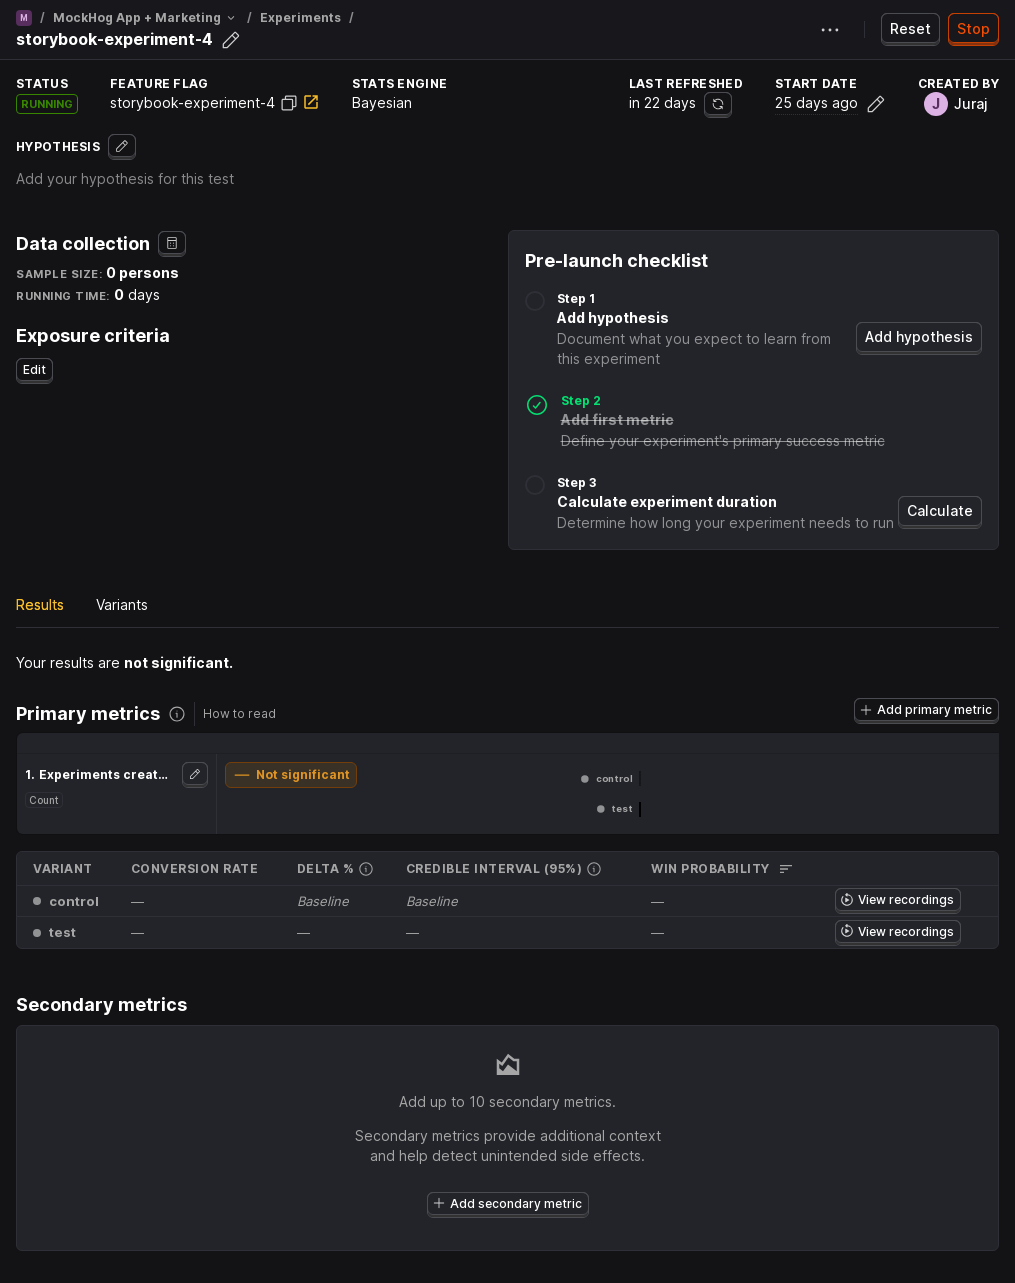 M / MockHog App + Marketing / Experiments /
storybook-experiment-4
Reset
Stop
STATUS
RUNNING
FEATURE FLAG
storybook-experiment-4
STATS ENGINE
Bayesian
LAST REFRESHED
in 22 days
START DATE
25 days ago
CREATED BY
J Juraj
HYPOTHESIS
Add your hypothesis for this test
Data collection
SAMPLE SIZE: 0 persons
RUNNING TIME: 0 days
Exposure criteria
Edit
Pre-launch checklist
Step 1
Add hypothesis
Document what you expect to learn from
this experiment
Add hypothesis
Step 2
Add first metric
Define your experiment's primary success metric
Step 3
Calculate experiment duration
Determine how long your experiment needs to run
Calculate
Results
Variants
Your results are not significant.
Primary metrics
How to read
Add primary metric
1. Experiments creat…
Count
— Not significant
control
test
VARIANT CONVERSION RATE DELTA % CREDIBLE INTERVAL (95%) WIN PROBABILITY
control — Baseline Baseline — View recordings
test — — — — View recordings
Secondary metrics
Add up to 10 secondary metrics.
Secondary metrics provide additional context
and help detect unintended side effects.
Add secondary metric